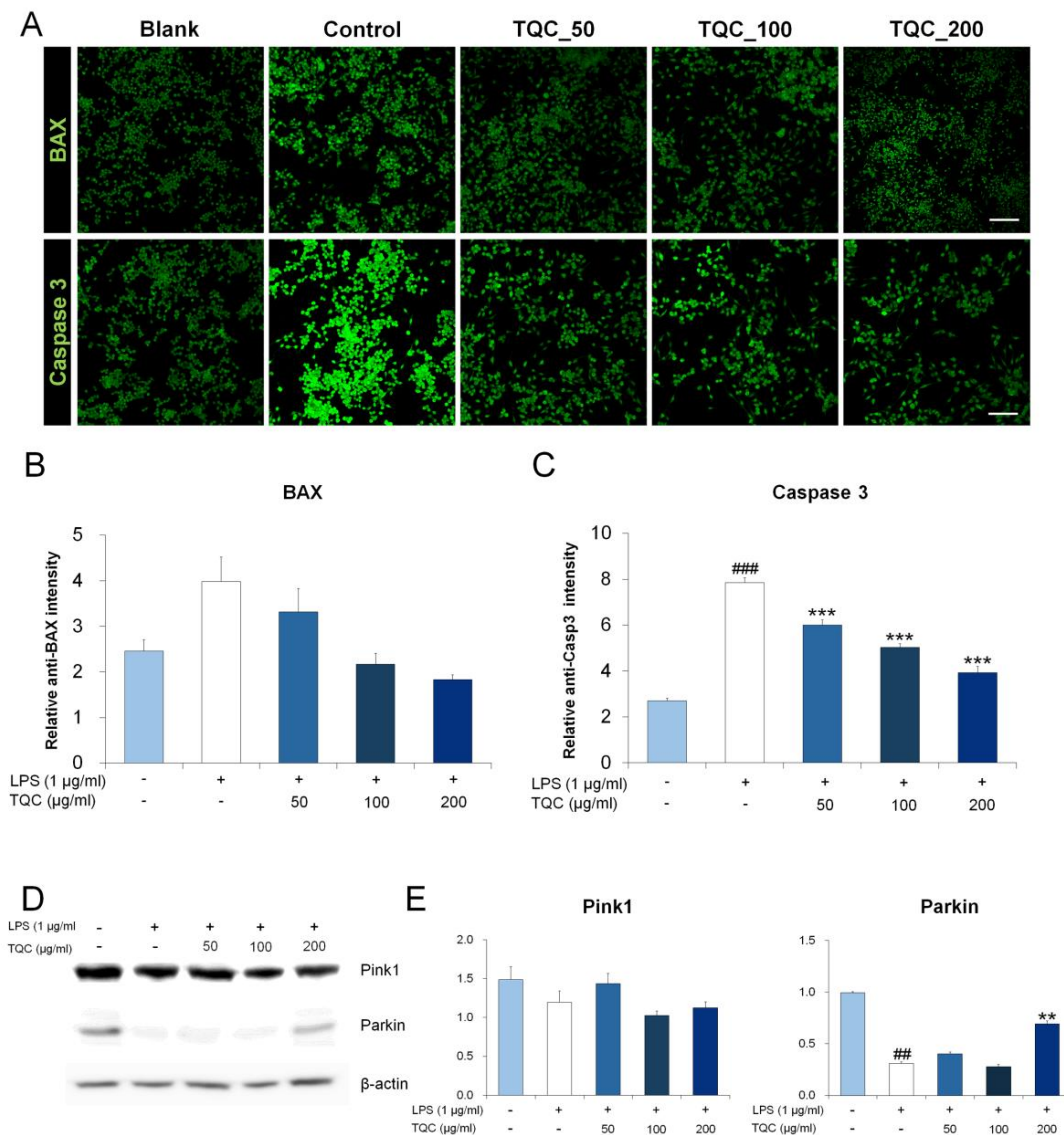 A
Blank Control TQC_50 TQC_100 TQC_200
BAX
Caspase 3
B
BAX
Relative anti-BAX intensity
5
4
3
2
1
0
LPS (1 µg/ml) - + + + +
TQC (µg/ml) - - 50 100 200
C
Caspase 3
Relative anti-Casp3 intensity
10
8
6
4
2
0
###
***
***
***
LPS (1 µg/ml) - + + + +
TQC (µg/ml) - - 50 100 200
D
LPS (1 µg/ml - + + + +
TQC (µg/ml) - - 50 100 200
Pink1
Parkin
β-actin
E
Pink1
2.0
1.5
1.0
0.5
0.0
LPS (1 µg/ml) - + + + +
TQC (µg/ml) - - 50 100 200
Parkin
1.5
1.0
0.5
0.0
##
**
LPS (1 µg/ml) - + + + +
TQC (µg/ml) - - 50 100 200